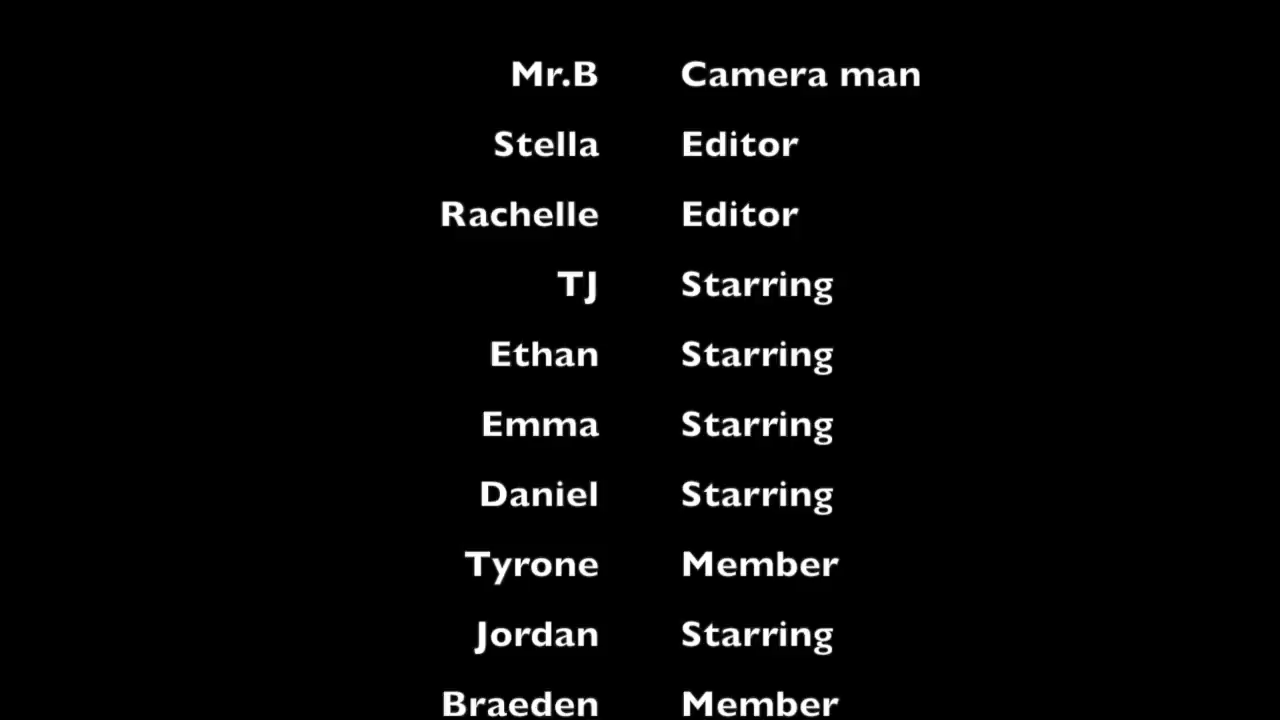 Mr.B Camera man
Stella Editor
Rachelle Editor
TJ Starring
Ethan Starring
Emma Starring
Daniel Starring
Tyrone Member
Jordan Starring
Braeden Member